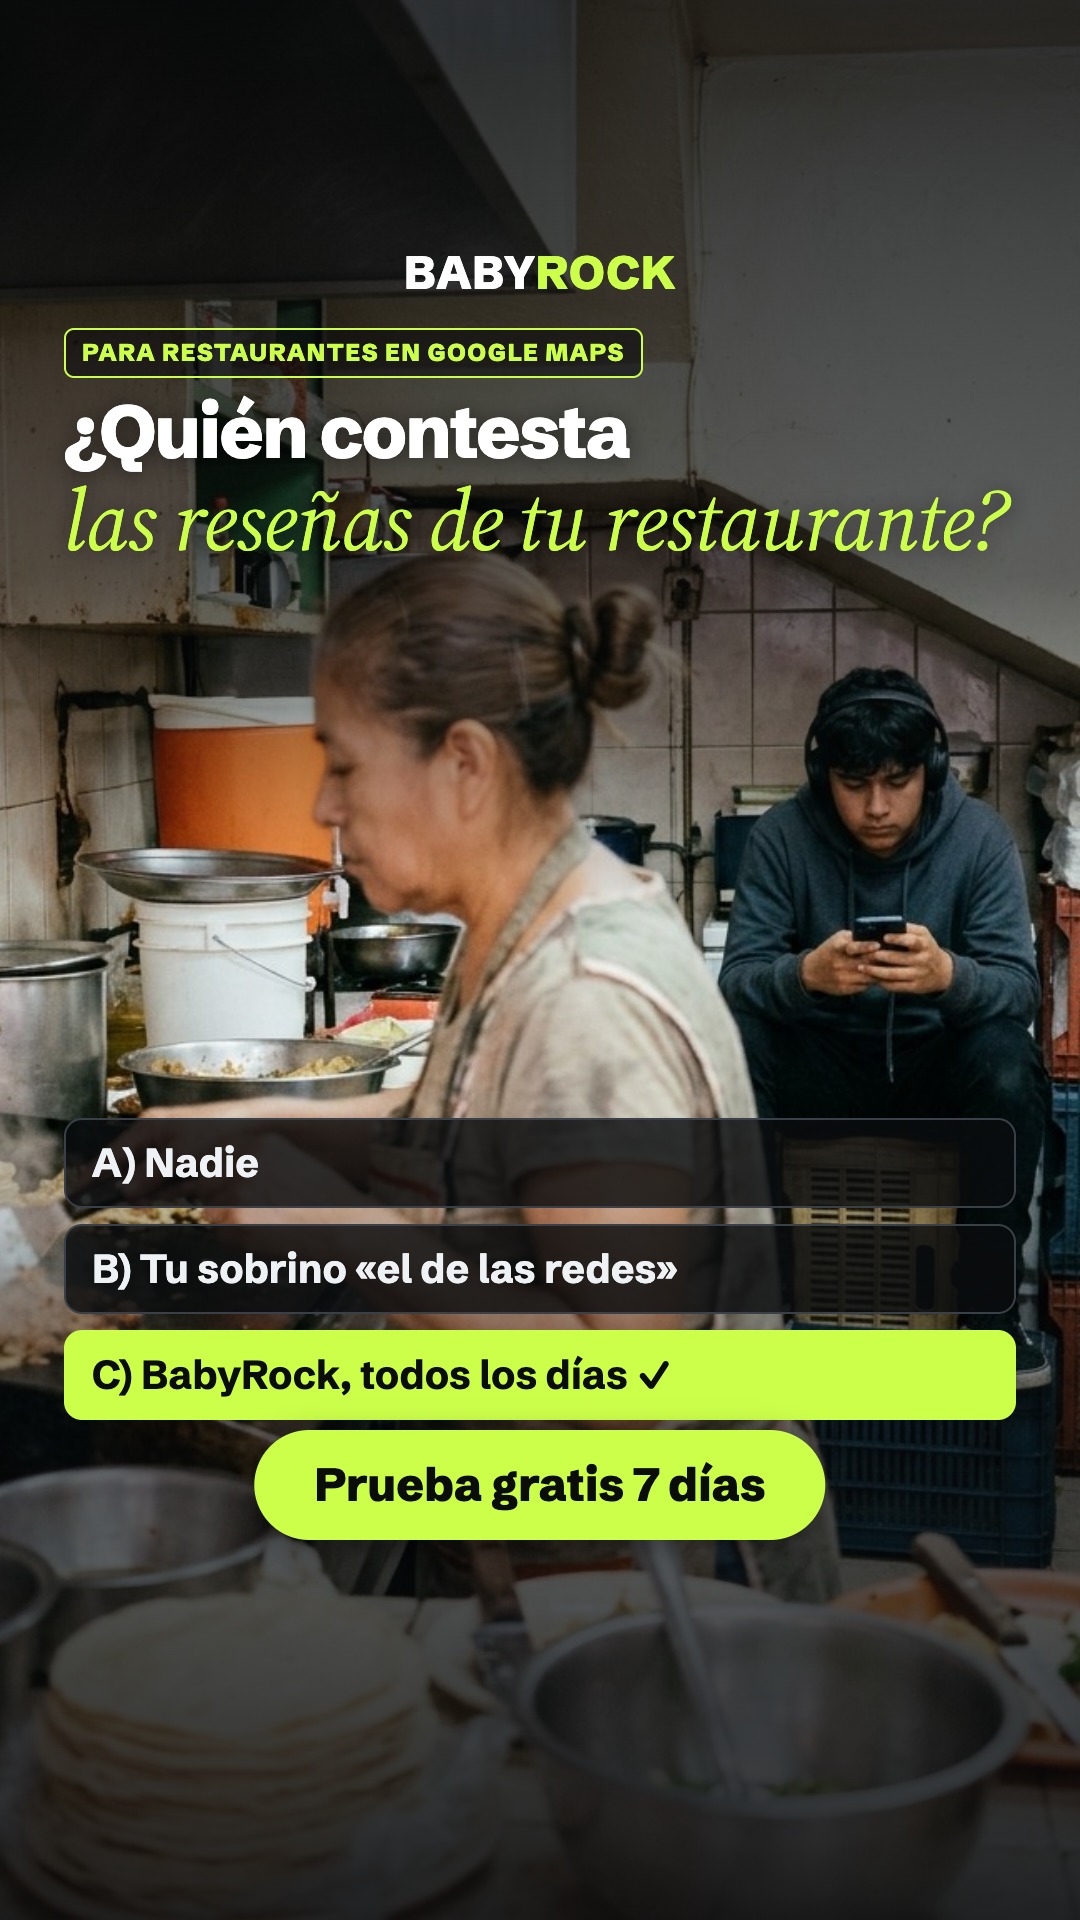 BABYROCK
PARA RESTAURANTES EN GOOGLE MAPS
¿Quién contesta
las reseñas de tu restaurante?
A) Nadie
B) Tu sobrino «el de las redes»
C) BabyRock, todos los días ✓
Prueba gratis 7 días